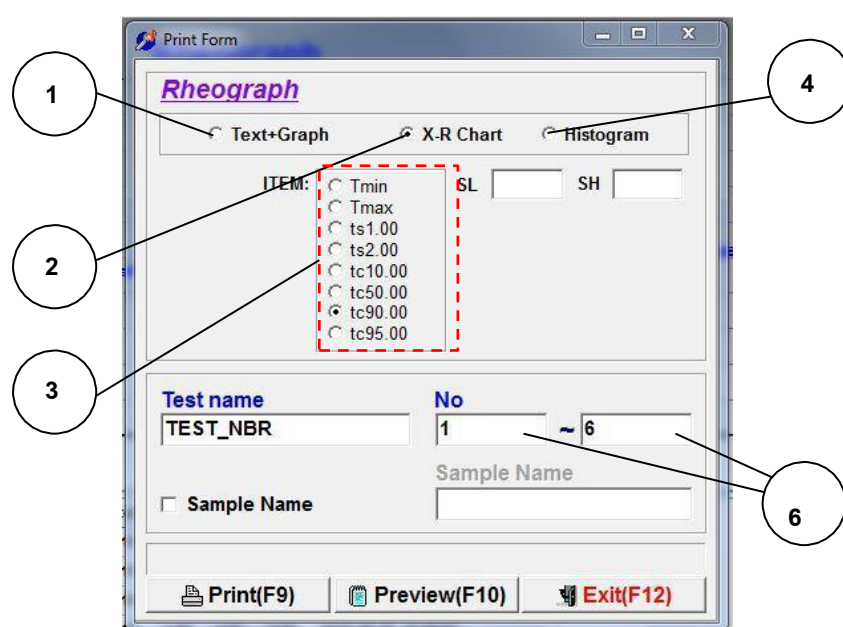 Print Form
Rheograph
1
4
Text+Graph X-R Chart Histogram
ITEM: Tmin SL SH
Tmax
ts1.00
ts2.00
2
tc10.00
tc50.00
tc90.00
tc95.00
3
Test name No
TEST_NBR 1 ~ 6
Sample Name
Sample Name
6
Print(F9) Preview(F10) Exit(F12)